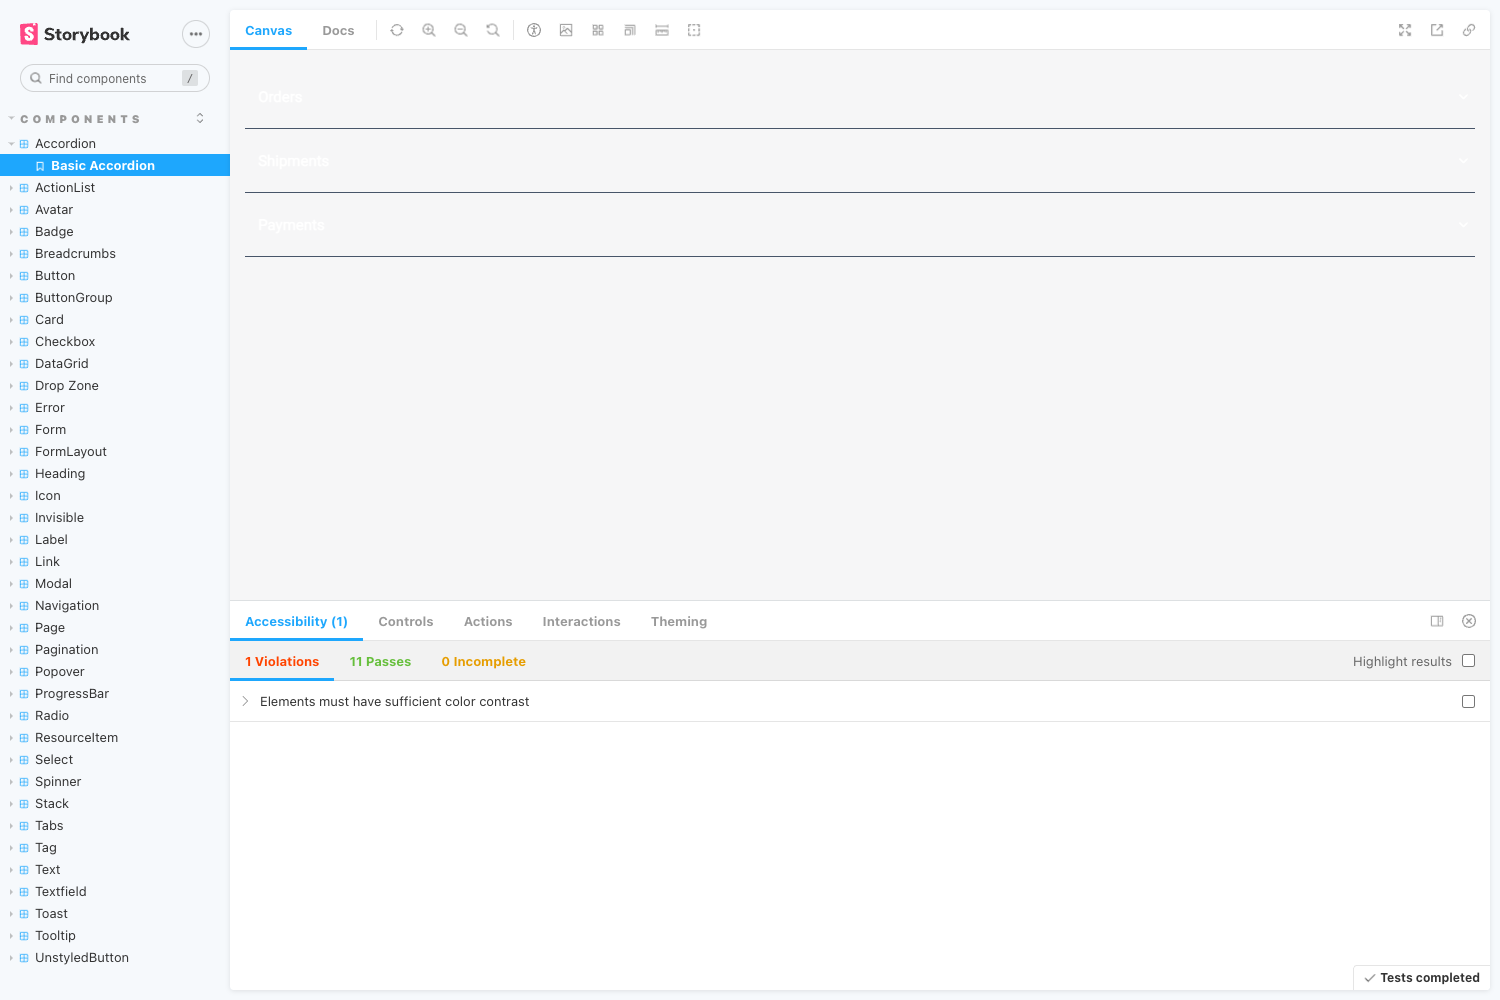 Storybook
Find components
/
COMPONENTS
Accordion
Basic Accordion
ActionList
Avatar
Badge
Breadcrumbs
Button
ButtonGroup
Card
Checkbox
DataGrid
Drop Zone
Error
Form
FormLayout
Heading
Icon
Invisible
Label
Link
Modal
Navigation
Page
Pagination
Popover
ProgressBar
Radio
ResourceItem
Select
Spinner
Stack
Tabs
Tag
Text
Textfield
Toast
Tooltip
UnstyledButton
Canvas Docs
Orders
Shipments
Payments
Accessibility (1) Controls Actions Interactions Theming
1 Violations 11 Passes 0 Incomplete Highlight results
Elements must have sufficient color contrast
Tests completed